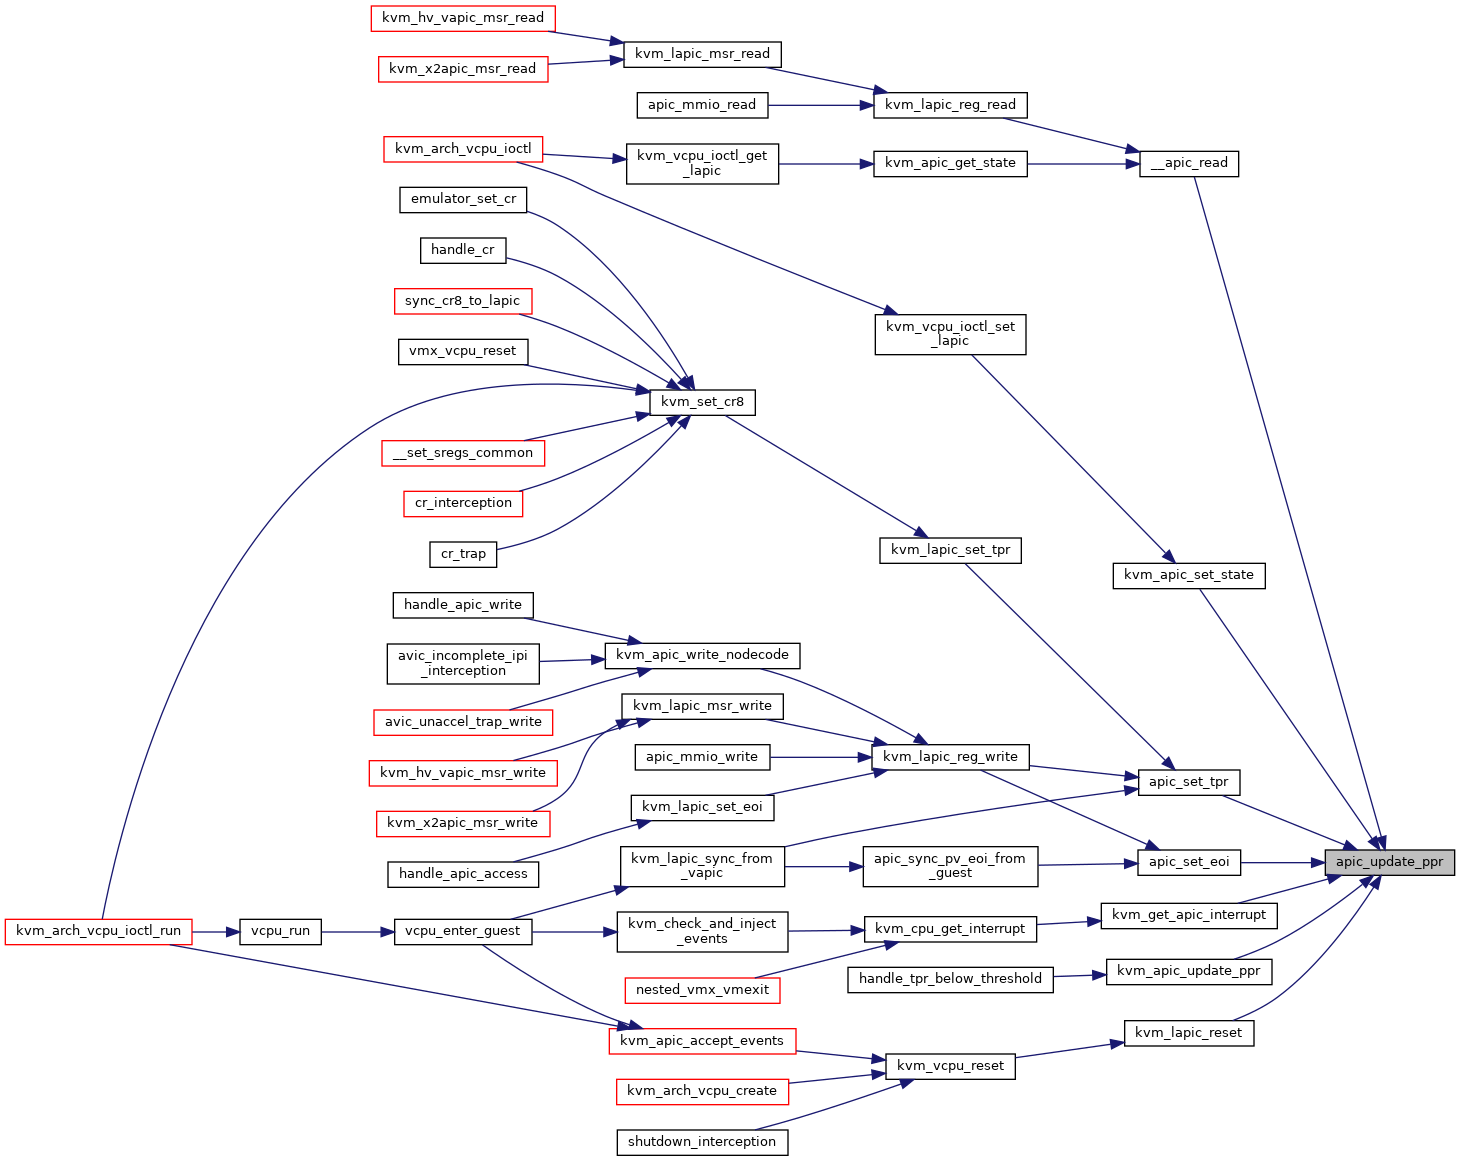 kvm_hv_vapic_msr_read
kvm_lapic_msr_read
kvm_x2apic_msr_read
apic_mmio_read
kvm_lapic_reg_read
kvm_arch_vcpu_ioctl
kvm_vcpu_ioctl_get
_lapic
kvm_apic_get_state
__apic_read
emulator_set_cr
handle_cr
sync_cr8_to_lapic
kvm_vcpu_ioctl_set
_lapic
vmx_vcpu_reset
kvm_set_cr8
__set_sregs_common
cr_interception
cr_trap
kvm_lapic_set_tpr
kvm_apic_set_state
handle_apic_write
avic_incomplete_ipi
_interception
kvm_apic_write_nodecode
avic_unaccel_trap_write
kvm_lapic_msr_write
kvm_hv_vapic_msr_write
apic_mmio_write
kvm_lapic_reg_write
apic_set_tpr
kvm_x2apic_msr_write
kvm_lapic_set_eoi
handle_apic_access
kvm_lapic_sync_from
_vapic
apic_sync_pv_eoi_from
_guest
apic_set_eoi
apic_update_ppr
kvm_arch_vcpu_ioctl_run
vcpu_run
vcpu_enter_guest
kvm_check_and_inject
_events
kvm_cpu_get_interrupt
kvm_get_apic_interrupt
nested_vmx_vmexit
handle_tpr_below_threshold
kvm_apic_update_ppr
kvm_apic_accept_events
kvm_vcpu_reset
kvm_lapic_reset
kvm_arch_vcpu_create
shutdown_interception